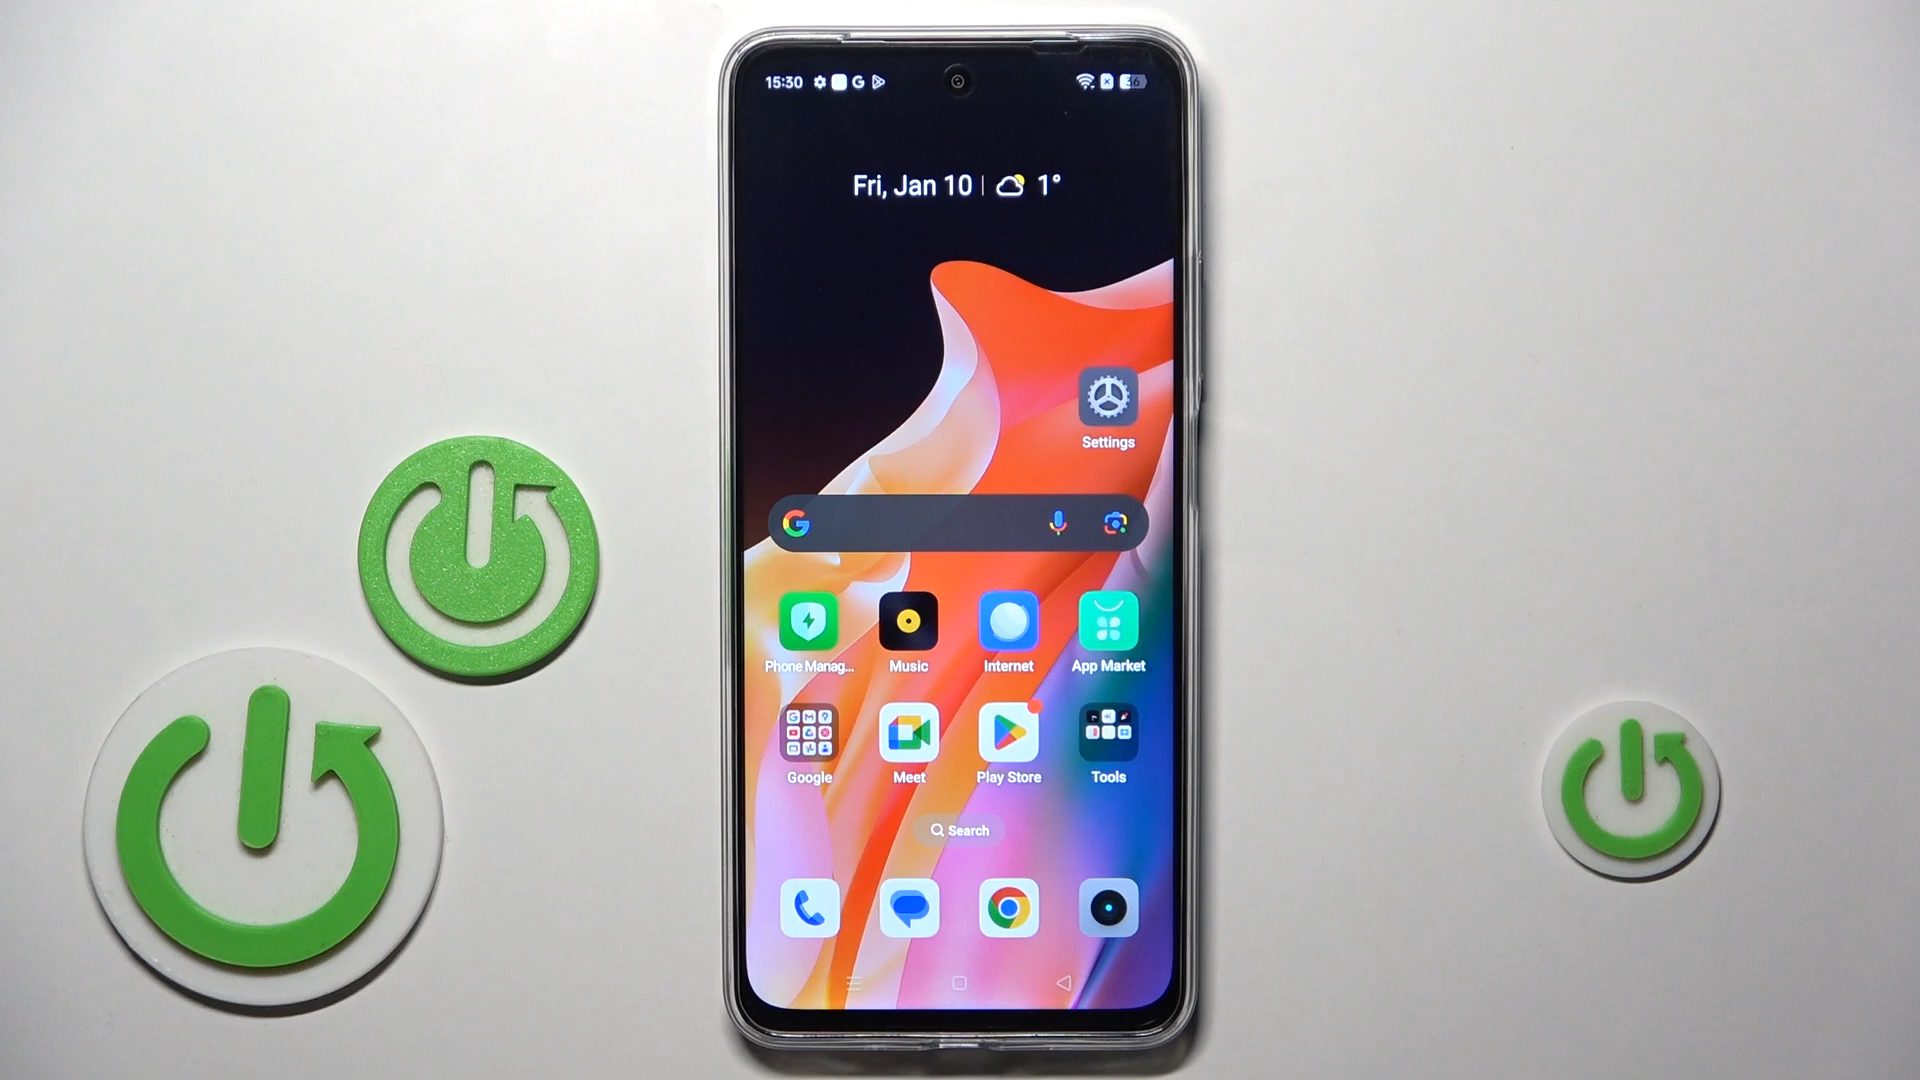 15:30
36
Fri, Jan 10 | 1°
Settings
Phone Manag...
Music
Internet
App Market
Google
Meet
Play Store
Tools
Search